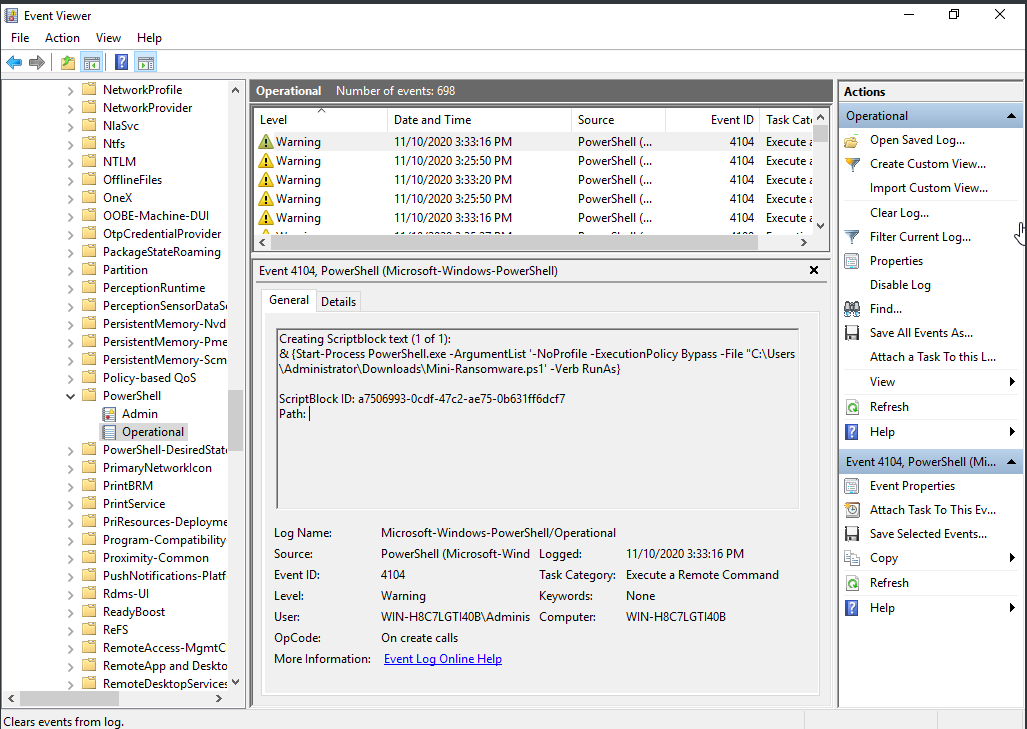 Event Viewer
File Action View Help
NetworkProfile
NetworkProvider
NlaSvc
Ntfs
NTLM
OfflineFiles
OneX
OOBE-Machine-DUI
OtpCredentialProvider
PackageStateRoaming
Partition
PerceptionRuntime
PerceptionSensorDataS
PersistentMemory-Nvd
PersistentMemory-Pme
PersistentMemory-Scm
Policy-based QoS
PowerShell
Admin
Operational
PowerShell-DesiredState
PrimaryNetworkIcon
PrintBRM
PrintService
PriResources-Deployme
Program-Compatibility
Proximity-Common
PushNotifications-Platf
Rdms-UI
ReadyBoost
ReFS
RemoteAccess-MgmtC
RemoteApp and Deskto
RemoteDesktopServices
Operational Number of events: 698
Level Date and Time Source Event ID Task Cate
Warning 11/10/2020 3:33:16 PM PowerShell (... 4104 Execute a
Warning 11/10/2020 3:25:50 PM PowerShell (... 4104 Execute a
Warning 11/10/2020 3:33:20 PM PowerShell (... 4104 Execute a
Warning 11/10/2020 3:25:50 PM PowerShell (... 4104 Execute a
Warning 11/10/2020 3:33:16 PM PowerShell (... 4104 Execute a
Event 4104, PowerShell (Microsoft-Windows-PowerShell)
General Details
Creating Scriptblock text (1 of 1):
& {Start-Process PowerShell.exe -ArgumentList '-NoProfile -ExecutionPolicy Bypass -File "C:\Users
\Administrator\Downloads\Mini-Ransomware.ps1' -Verb RunAs}
ScriptBlock ID: a7506993-0cdf-47c2-ae75-0b631ff6dcf7
Path:
Log Name: Microsoft-Windows-PowerShell/Operational
Source: PowerShell (Microsoft-Wind Logged: 11/10/2020 3:33:16 PM
Event ID: 4104 Task Category: Execute a Remote Command
Level: Warning Keywords: None
User: WIN-H8C7LGTI40B\Adminis Computer: WIN-H8C7LGTI40B
OpCode: On create calls
More Information: Event Log Online Help
Actions
Operational
Open Saved Log...
Create Custom View...
Import Custom View...
Clear Log...
Filter Current Log...
Properties
Disable Log
Find...
Save All Events As...
Attach a Task To this L...
View
Refresh
Help
Event 4104, PowerShell (Mi...
Event Properties
Attach Task To This Ev...
Save Selected Events...
Copy
Refresh
Help
Clears events from log.